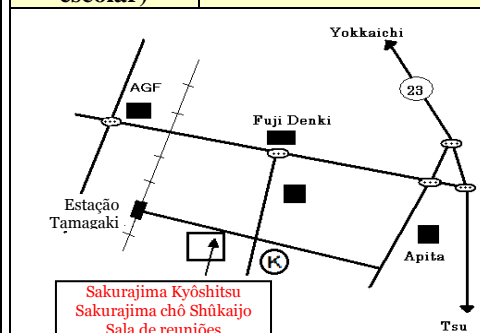 escolar)
Yokkaichi
23
AGF
Fuji Denki
Estação
Tamagaki
K
Apita
Sakurajima Kyôshitsu
Sakurajima chô Shûkaijo
Sala de reuniões
Tsu